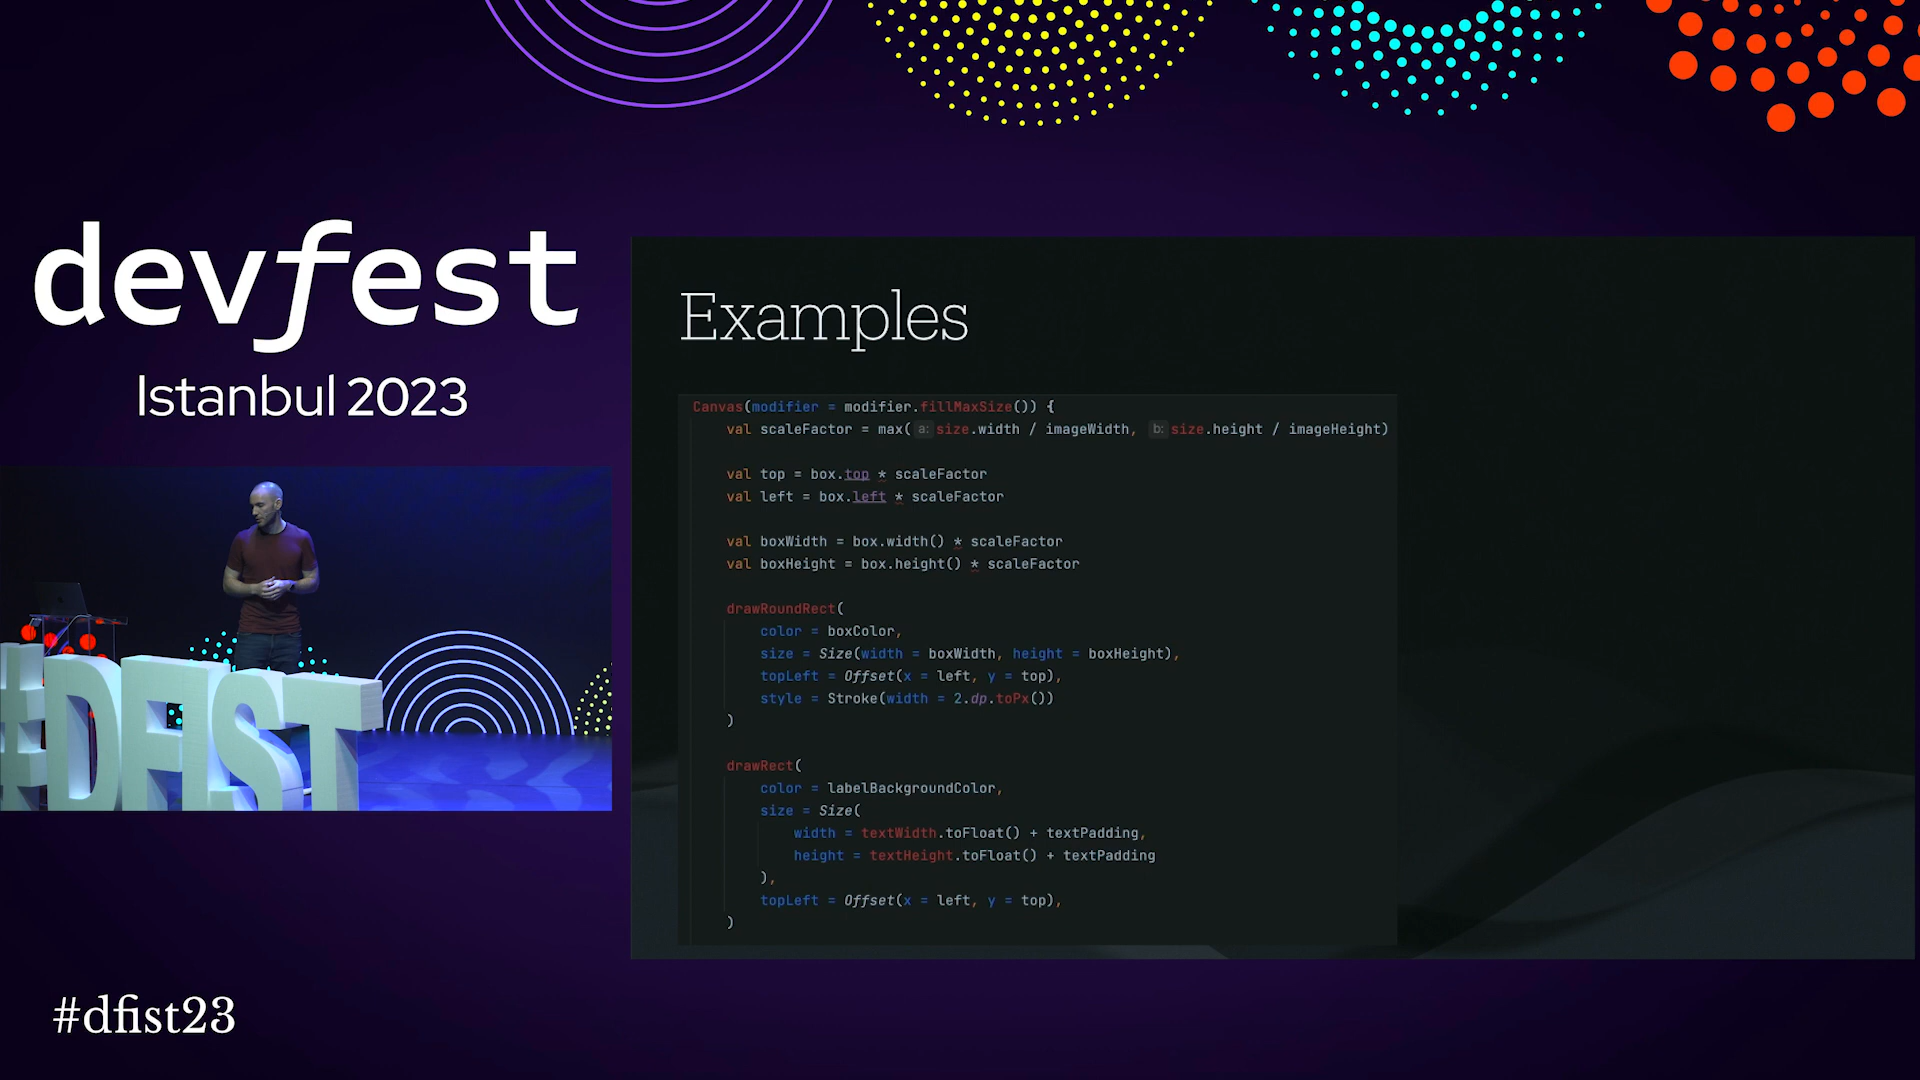 devfest
Istanbul 2023
#DFIST
#dfist23
Examples
Canvas(modifier = modifier.fillMaxSize()) {
val scaleFactor = max( a: size.width / imageWidth, b: size.height / imageHeight)
val top = box.top * scaleFactor
val left = box.left * scaleFactor
val boxWidth = box.width() * scaleFactor
val boxHeight = box.height() * scaleFactor
drawRoundRect(
color = boxColor,
size = Size(width = boxWidth, height = boxHeight),
topLeft = Offset(x = left, y = top),
style = Stroke(width = 2.dp.toPx())
)
drawRect(
color = labelBackgroundColor,
size = Size(
width = textWidth.toFloat() + textPadding,
height = textHeight.toFloat() + textPadding
),
topLeft = Offset(x = left, y = top),
)